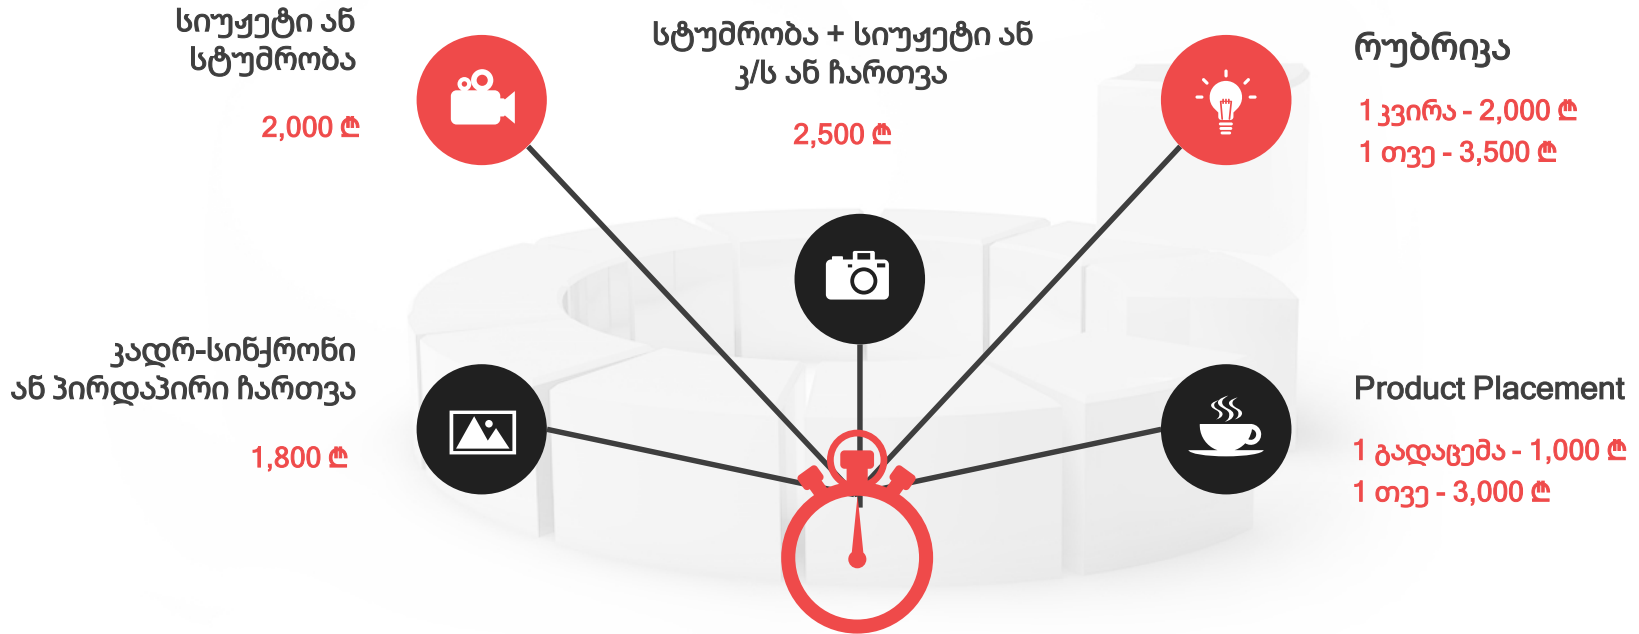 სიუჟეტი ან
სტუმრობა
2,000 ₾
სტუმრობა + სიუჟეტი ან
კ/ს ან ჩართვა
2,500 ₾
რუბრიკა
1 კვირა - 2,000 ₾
1 თვე - 3,500 ₾
კადრ-სინქრონი
ან პირდაპირი ჩართვა
1,800 ₾
Product Placement
1 გადაცემა - 1,000 ₾
1 თვე - 3,000 ₾